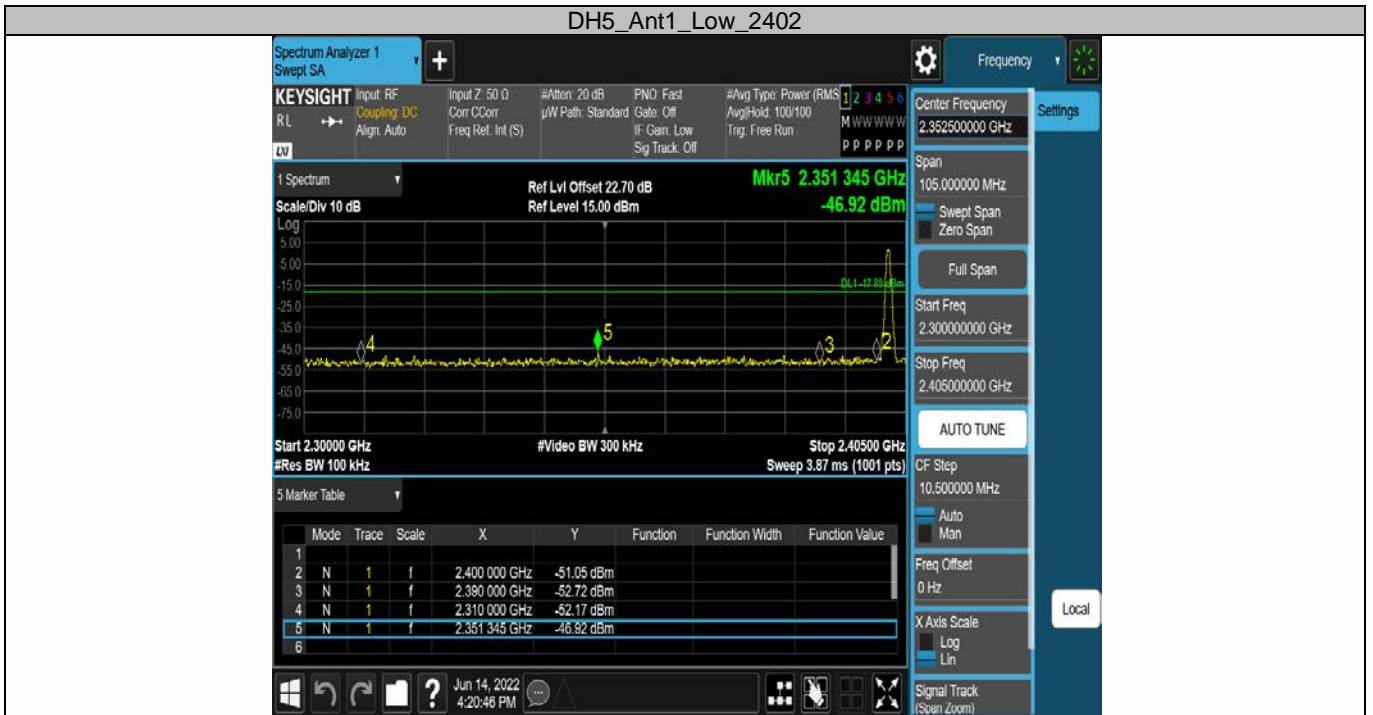 DH5_Ant1_Low_2402
Spectrum Analyzer 1
Swept SA
+
Frequency
KEYSIGHT
RL
LXI
Input: RF
Coupling: DC
Align: Auto
Input Z: 50 Ω
Corr CCorr
Freq Ref: Int (S)
#Atten: 20 dB
µW Path: Standard
PNO: Fast
Gate: Off
IF Gain: Low
Sig Track: Off
#Avg Type: Power (RMS
Avg|Hold: 100/100
Trig: Free Run
1 2 3 4 5 6
M W W W W W
P P P P P P
Center Frequency
2.352500000 GHz
Settings
1 Spectrum
Scale/Div 10 dB
Ref Lvl Offset 22.70 dB
Ref Level 15.00 dBm
Mkr5 2.351 345 GHz
-46.92 dBm
Span
105.000000 MHz
Swept Span
Zero Span
Full Span
Start Freq
2.300000000 GHz
Stop Freq
2.405000000 GHz
AUTO TUNE
CF Step
10.500000 MHz
Auto
Man
Freq Offset
0 Hz
X Axis Scale
Log
Lin
Signal Track
(Span Zoom)
Local
Log
5.00
-5.00
-15.0
-25.0
-35.0
-45.0
-55.0
-65.0
-75.0
DL1 -17.89 dBm
4
5
3
2
Start 2.30000 GHz
#Res BW 100 kHz
#Video BW 300 kHz
Stop 2.40500 GHz
Sweep 3.87 ms (1001 pts)
5 Marker Table
Mode Trace Scale X Y Function Function Width Function Value
1
2 N 1 f 2.400 000 GHz -51.05 dBm
3 N 1 f 2.390 000 GHz -52.72 dBm
4 N 1 f 2.310 000 GHz -52.17 dBm
5 N 1 f 2.351 345 GHz -46.92 dBm
6
?
Jun 14, 2022
4:20:46 PM